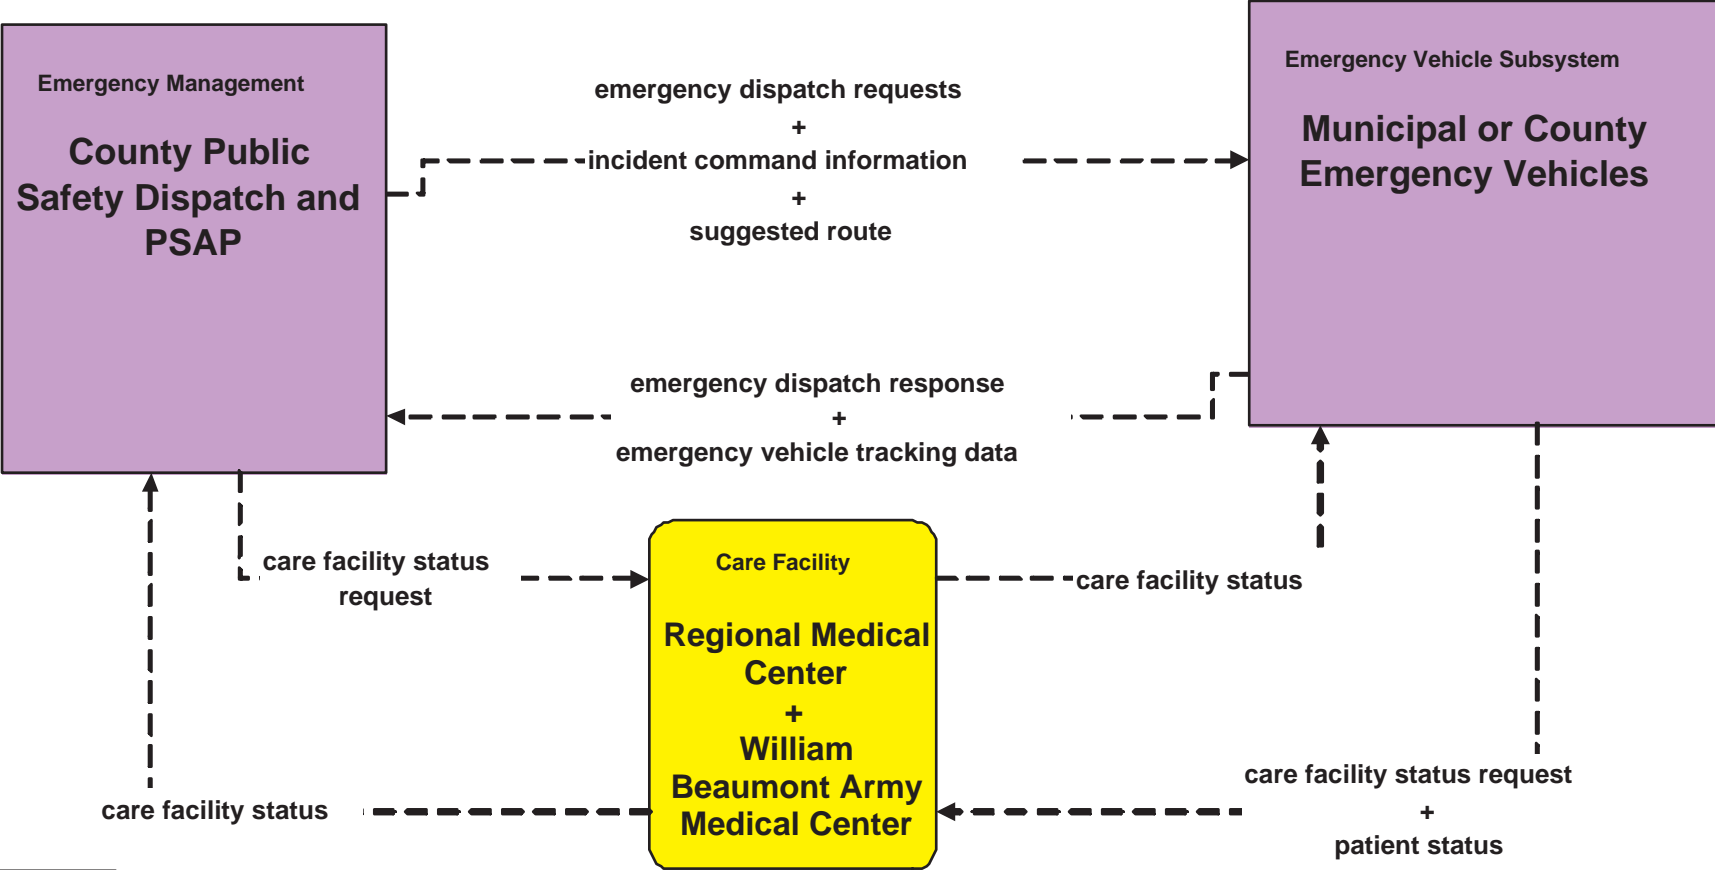 Emergency Management
County Public
Safety Dispatch and
PSAP
emergency dispatch requests
+
incident command information
+
suggested route
Emergency Vehicle Subsystem
Municipal or County
Emergency Vehicles
emergency dispatch response
+
emergency vehicle tracking data
care facility status
request
Care Facility
Regional Medical
Center
+
William
Beaumont Army
Medical Center
care facility status
care facility status
care facility status request
+
patient status